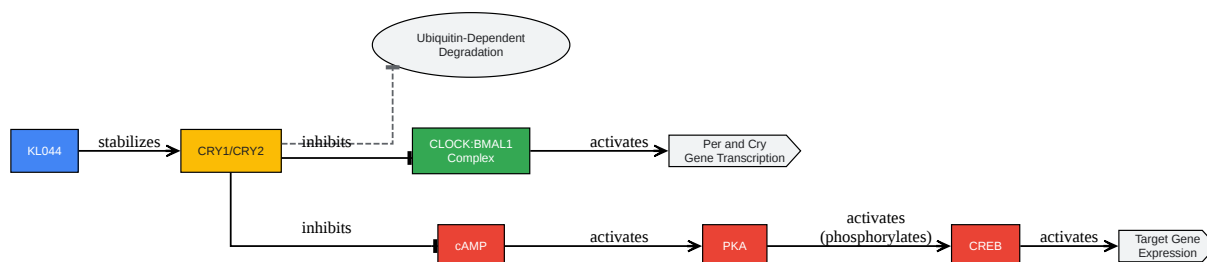 Ubiquitin-Dependent
Degradation
KL044
stabilizes
CRY1/CRY2
inhibits
CLOCK:BMAL1
Complex
activates
Per and Cry
Gene Transcription
inhibits
cAMP
activates
PKA
activates
(phosphorylates)
CREB
activates
Target Gene
Expression